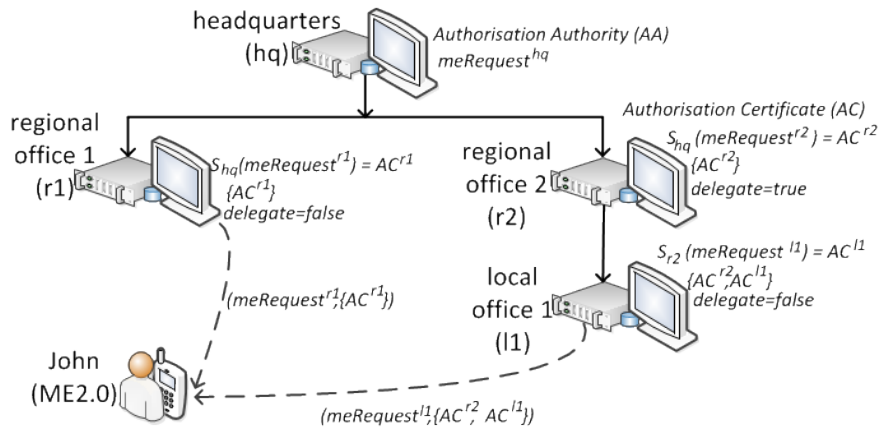 headquarters
(hq)
Authorisation Authority (AA)
meRequest^hq
regional
office 1
(r1)
S_hq(meRequest^r1) = AC^r1
{AC^r1}
delegate=false
Authorisation Certificate (AC)
regional
office 2
(r2)
S_hq(meRequest^r2) = AC^r2
{AC^r2}
delegate=true
local
office 1
(l1)
S_r2(meRequest^l1) = AC^l1
{AC^r2,AC^l1}
delegate=false
(meRequest^r1,{AC^r1})
John
(ME2.0)
(meRequest^l1,{AC^r2, AC^l1})